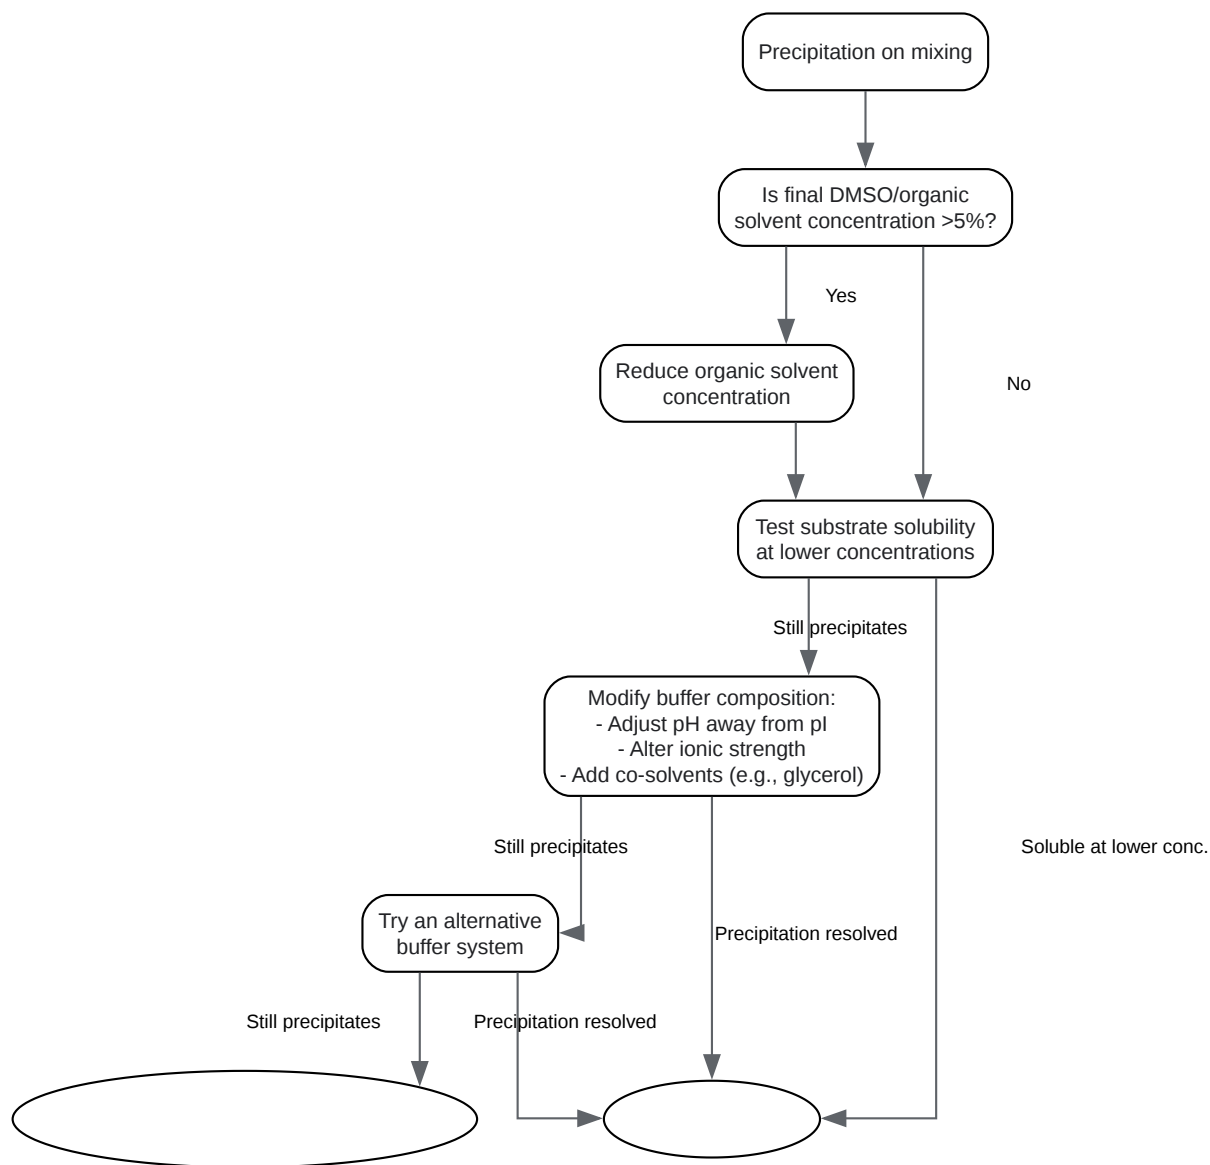 Precipitation on mixing
Is final DMSO/organic
solvent concentration >5%?
Yes
Reduce organic solvent
concentration
No
Test substrate solubility
at lower concentrations
Still precipitates
Modify buffer composition:
- Adjust pH away from pI
- Alter ionic strength
- Add co-solvents (e.g., glycerol)
Still precipitates
Soluble at lower conc.
Try an alternative
buffer system
Precipitation resolved
Still precipitates
Precipitation resolved